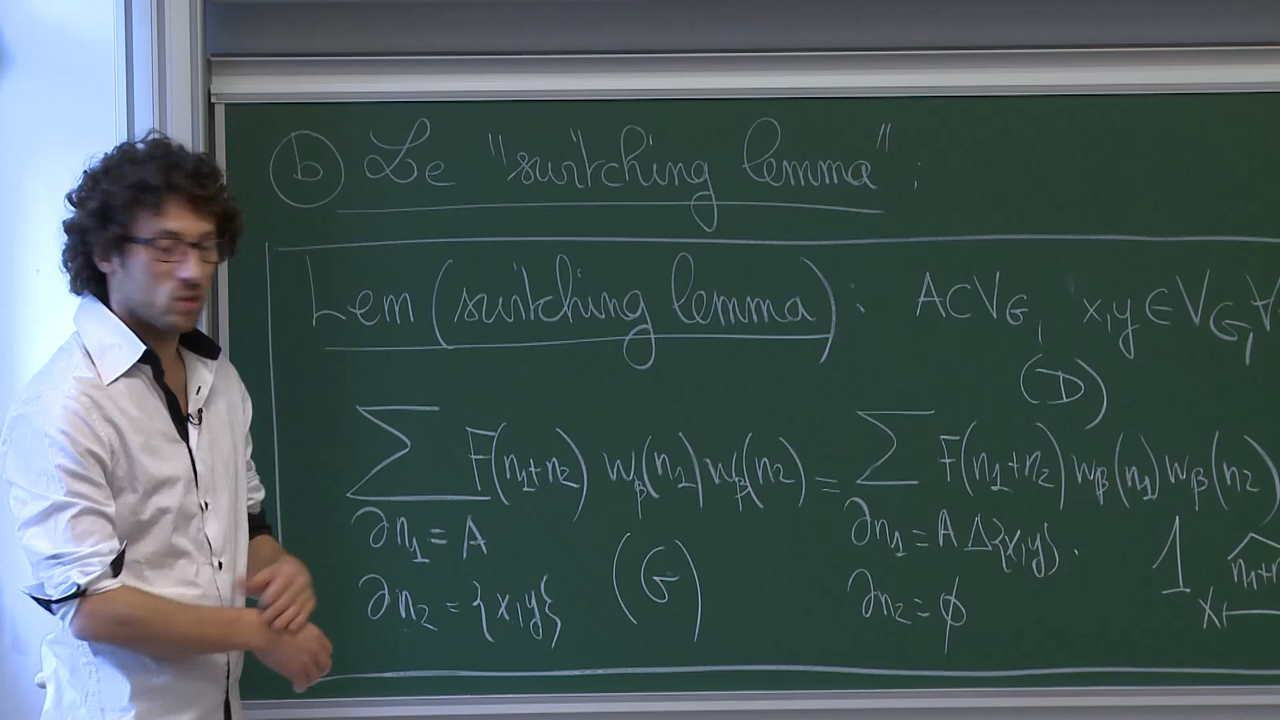 ⓑ Le "switching lemma" :
Lem (switching lemma) : A⊂V_G, x,y ∈ V_G, ∀
(D)
∑ F(n₁+n₂) w_β(n₁) w_β(n₂) = ∑ F(n₁+n₂) w_β(n₁) w_β(n₂)
∂n₁ = A ∂n₁ = A Δ{x,y} . 1
∂n₂ = {x,y} (G) ∂n₂ = ∅ x